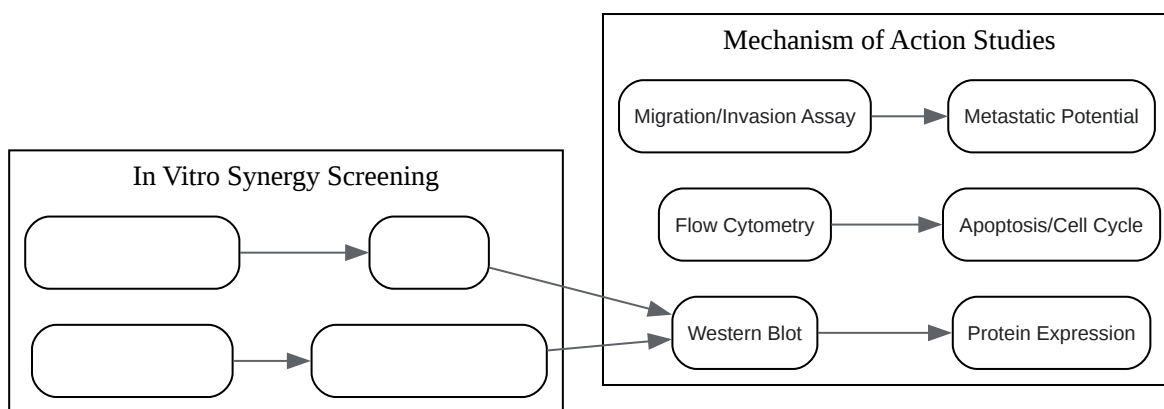 Mechanism of Action Studies
Migration/Invasion Assay
Metastatic Potential
In Vitro Synergy Screening
Flow Cytometry
Apoptosis/Cell Cycle
Western Blot
Protein Expression